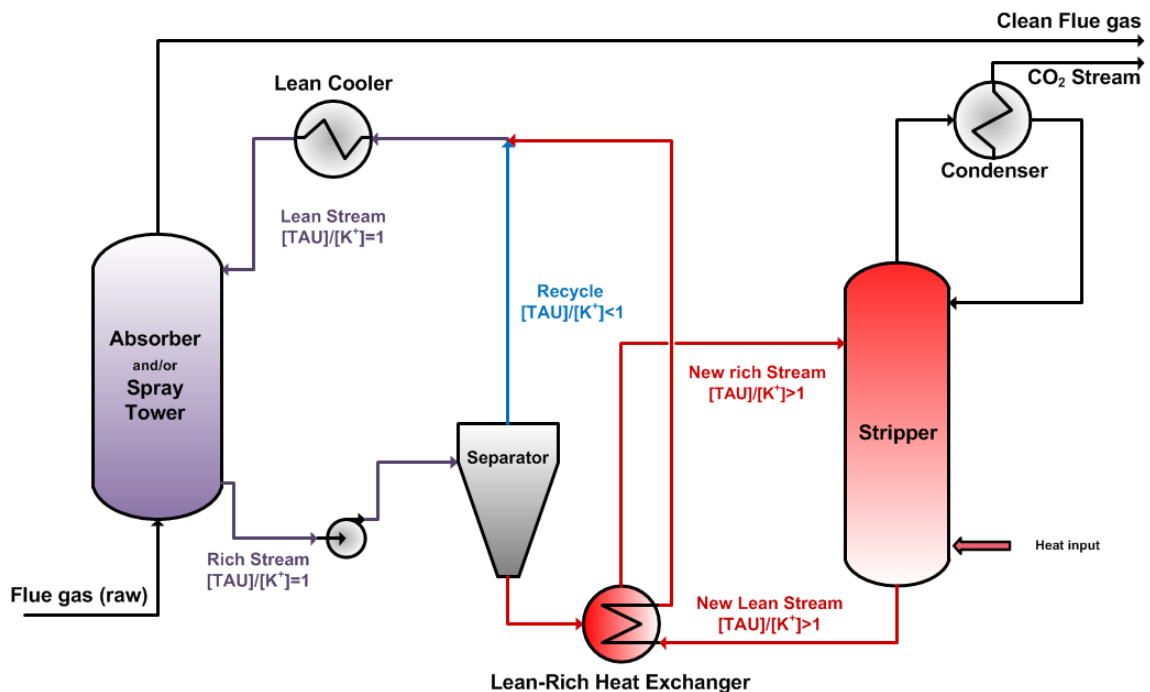 Clean Flue gas
CO₂ Stream
Lean Cooler
Condenser
Lean Stream
[TAU]/[K⁺]=1
Recycle
[TAU]/[K⁺]<1
Absorber
and/or
Spray
Tower
New rich Stream
[TAU]/[K⁺]>1
Stripper
Separator
Rich Stream
[TAU]/[K⁺]=1
Heat input
Flue gas (raw)
New Lean Stream
[TAU]/[K⁺]>1
Lean-Rich Heat Exchanger